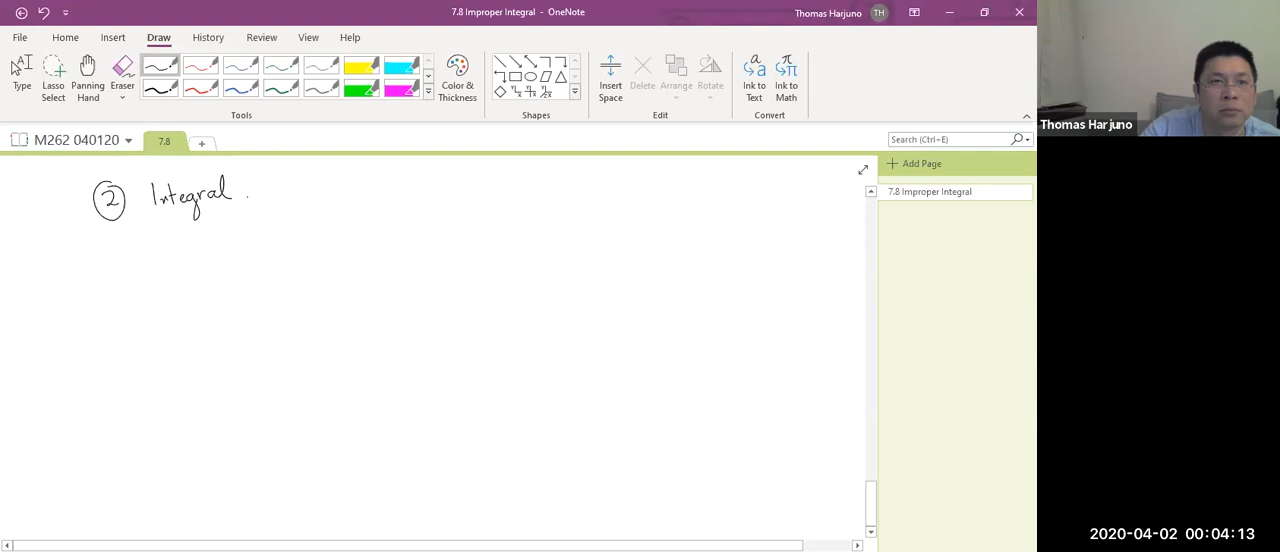 7.8 Improper Integral - OneNote
Thomas Harjuno TH
File Home Insert Draw History Review View Help
Type
Lasso Select
Panning Hand
Eraser
Color & Thickness
Insert Space
Delete
Arrange
Rotate
Ink to Text
Ink to Math
Tools
Shapes
Edit
Convert
M262 040120
7.8
Search (Ctrl+E)
Add Page
7.8 Improper Integral
② Integral .
Thomas Harjuno
2020-04-02 00:04:13